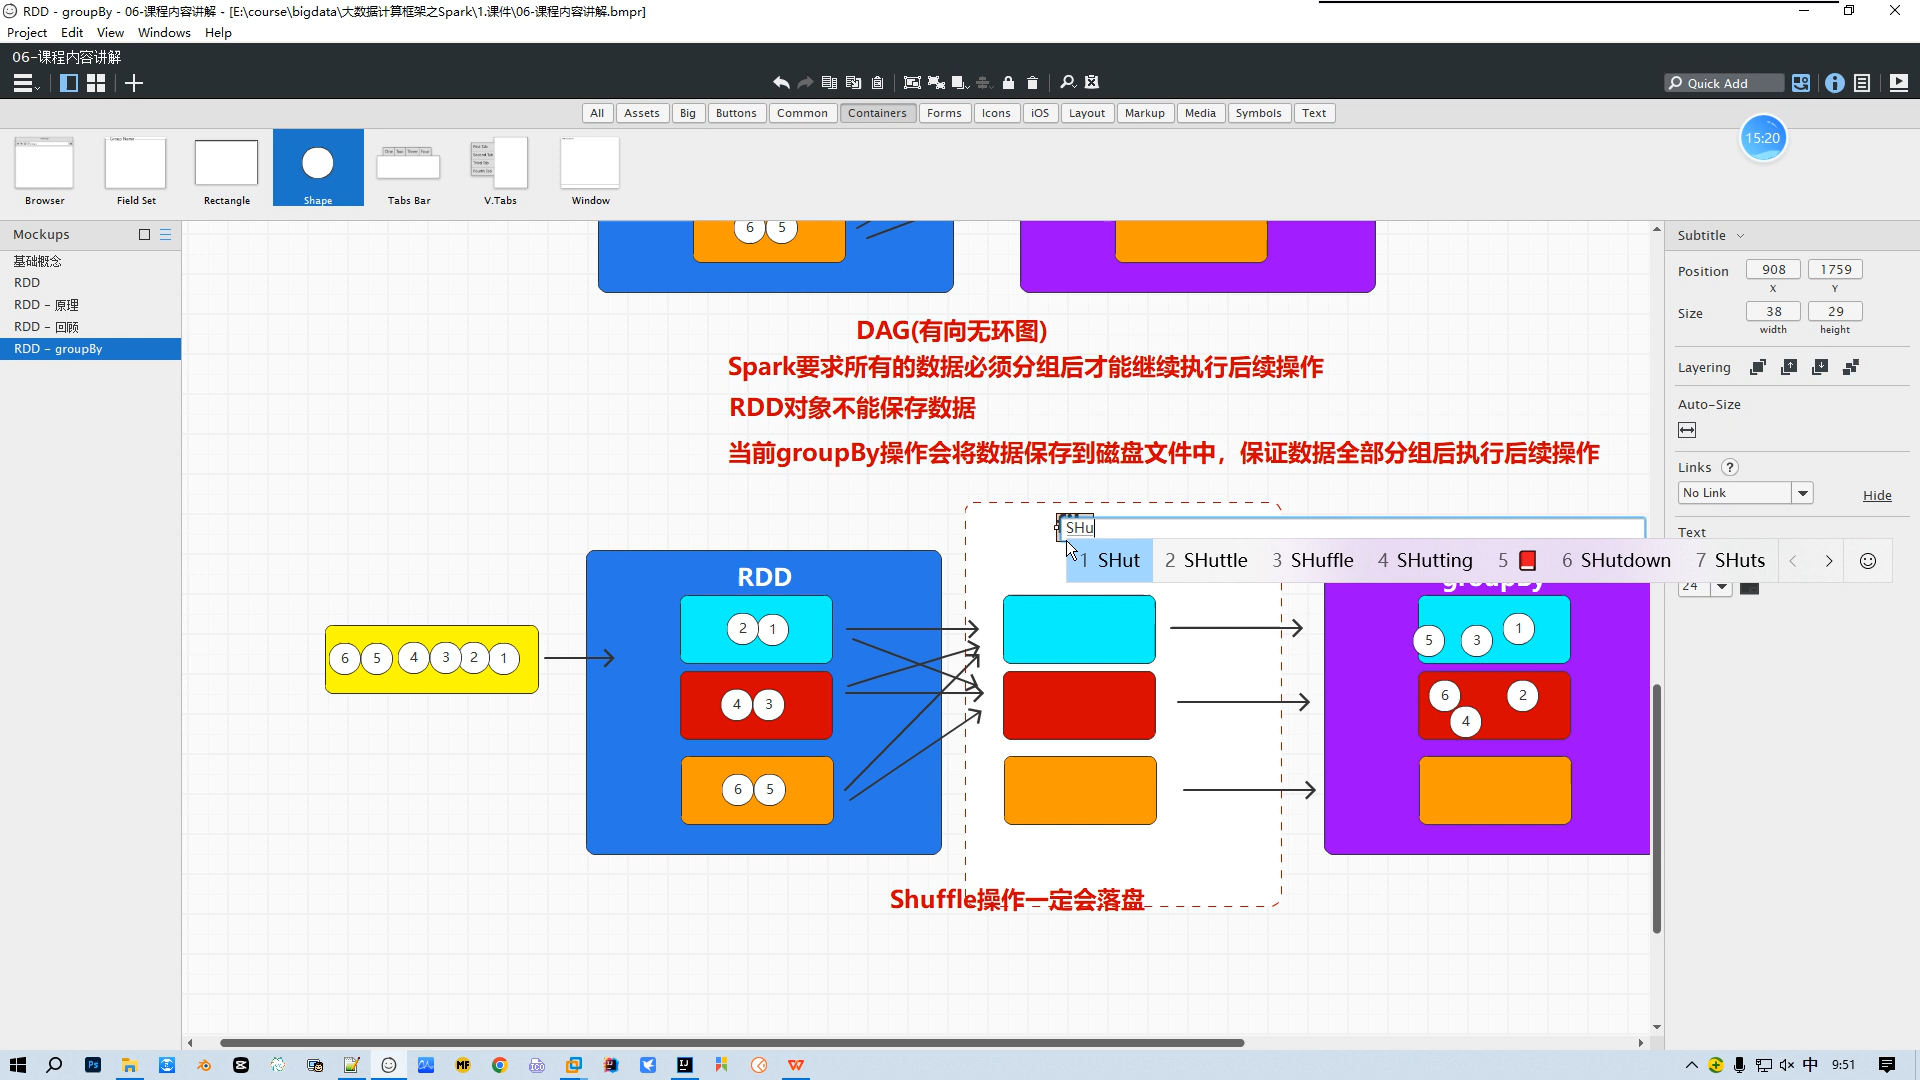 RDD - groupBy - 06-课程内容讲解 - [E:\course\bigdata\大数据计算框架之Spark\1.课件\06-课程内容讲解.bmpr]
Project Edit View Windows Help
06-课程内容讲解
Quick Add
All Assets Big Buttons Common Containers Forms Icons iOS Layout Markup Media Symbols Text
15:20
Browser Field Set Rectangle Shape Tabs Bar V.Tabs Window
Mockups
基础概念
RDD
RDD - 原理
RDD - 回顾
RDD - groupBy
6 5
DAG(有向无环图)
Spark要求所有的数据必须分组后才能继续执行后续操作
RDD对象不能保存数据
当前groupBy操作会将数据保存到磁盘文件中，保证数据全部分组后执行后续操作
SHu
1 SHut 2 SHuttle 3 SHuffle 4 SHutting 5 6 SHutdown 7 SHuts
RDD
groupBy
2 1
5 3 1
6 5 4 3 2 1
4 3
6 2
4
6 5
Shuffle操作一定会落盘
Subtitle
Position 908 1759
X Y
Size 38 29
width height
Layering
Auto-Size
Links ?
No Link Hide
Text
24
中 9:51